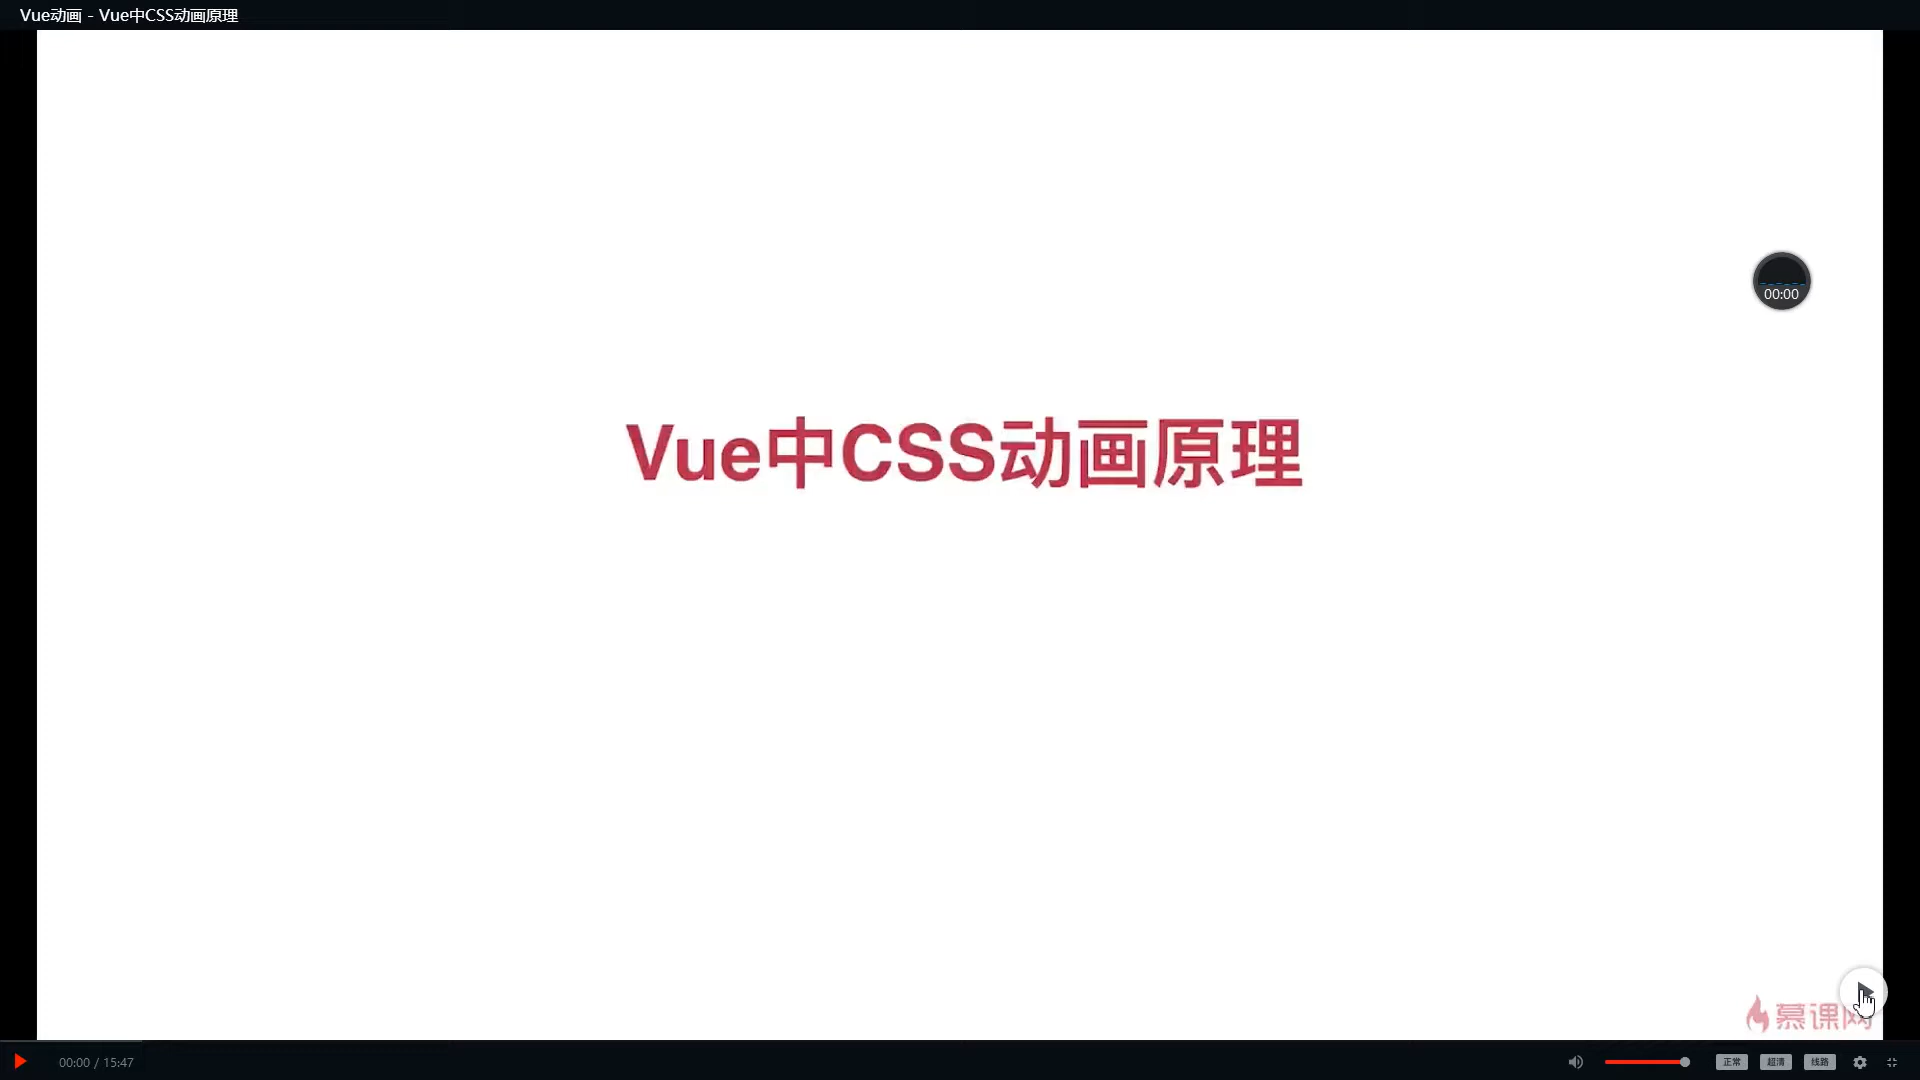 Vue动画 - Vue中CSS动画原理
00:00
Vue中CSS动画原理
慕课网
00:00 / 15:47
正常 超清 线路